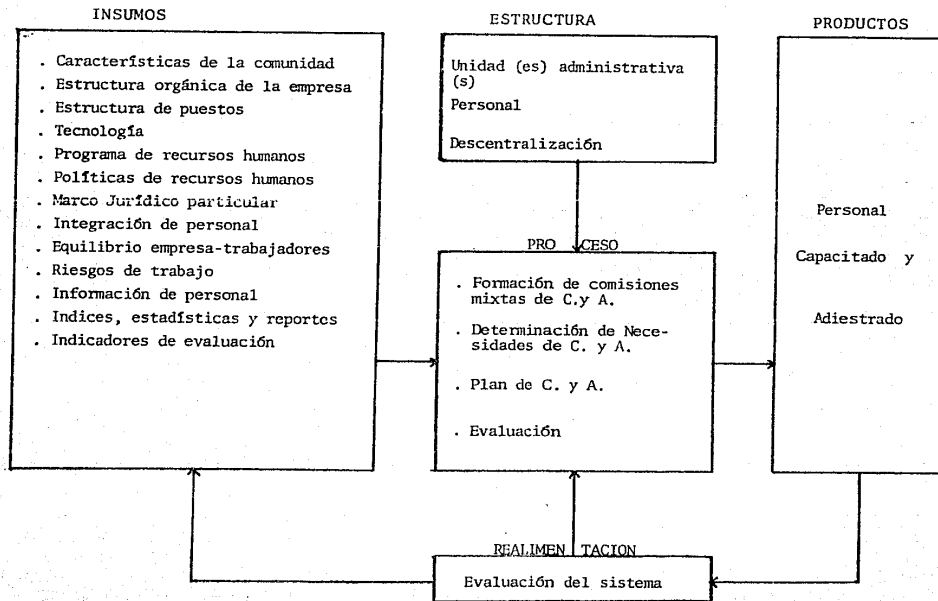 INSUMOS
. Características de la comunidad
. Estructura orgánica de la empresa
. Estructura de puestos
. Tecnología
. Programa de recursos humanos
. Políticas de recursos humanos
. Marco Jurídico particular
. Integración de personal
. Equilibrio empresa-trabajadores
. Riesgos de trabajo
. Información de personal
. Indices, estadísticas y reportes
. Indicadores de evaluación
ESTRUCTURA
Unidad (es) administrativa
(s)
Personal
Descentralización
PRO CESO
. Formación de comisiones
mixtas de C.y A.
. Determinación de Nece-
sidades de C. y A.
. Plan de C. y A.
. Evaluación
PRODUCTOS
Personal
Capacitado y
Adiestrado
REALIMEN TACION
Evaluación del sistema